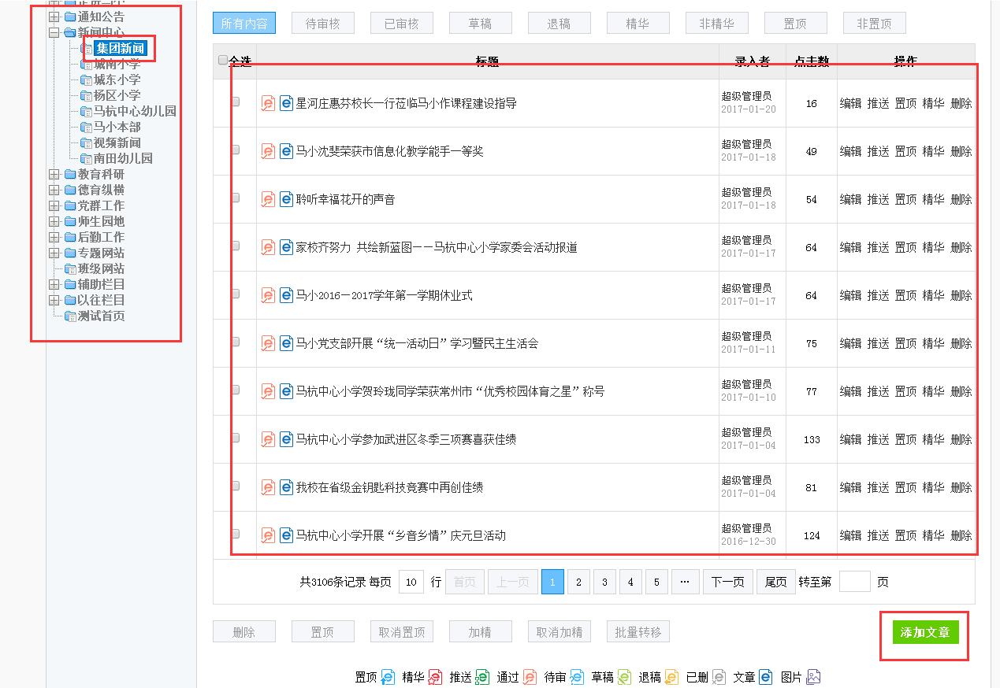 通知公告
新闻中心
集团新闻
城南小学
城东小学
杨区小学
马杭中心幼儿园
马小本部
视频新闻
南田幼儿园
教育科研
德育纵横
党群工作
师生园地
后勤工作
专题网站
班级网站
辅助栏目
以往栏目
测试首页
所有内容 待审核 已审核 草稿 退稿 精华 非精华 置顶 非置顶
全选 标题 录入者 点击数 操作
星河庄惠芬校长一行莅临马小作课程建设指导 超级管理员 2017-01-20 16 编辑 推送 置顶 精华 删除
马小沈斐荣获市信息化教学能手一等奖 超级管理员 2017-01-18 49 编辑 推送 置顶 精华 删除
聆听幸福花开的声音 超级管理员 2017-01-18 54 编辑 推送 置顶 精华 删除
家校齐努力 共绘新蓝图——马杭中心小学家委会活动报道 超级管理员 2017-01-17 64 编辑 推送 置顶 精华 删除
马小2016—2017学年第一学期休业式 超级管理员 2017-01-17 64 编辑 推送 置顶 精华 删除
马小党支部开展“统一活动日”学习暨民主生活会 超级管理员 2017-01-11 75 编辑 推送 置顶 精华 删除
马杭中心小学贺玲珑同学荣获常州市“优秀校园体育之星”称号 超级管理员 2017-01-10 77 编辑 推送 置顶 精华 删除
马杭中心小学参加武进区冬季三项赛喜获佳绩 超级管理员 2017-01-04 133 编辑 推送 置顶 精华 删除
我校在省级金钥匙科技竞赛中再创佳绩 超级管理员 2017-01-04 81 编辑 推送 置顶 精华 删除
马杭中心小学开展“乡音乡情”庆元旦活动 超级管理员 2016-12-30 124 编辑 推送 置顶 精华 删除
共3106条记录 每页 10 行 首页 上一页 1 2 3 4 5 ... 下一页 尾页 转至第 页
删除 置顶 取消置顶 加精 取消加精 批量转移 添加文章
置顶 精华 推送 通过 待审 草稿 退稿 已删 文章 图片